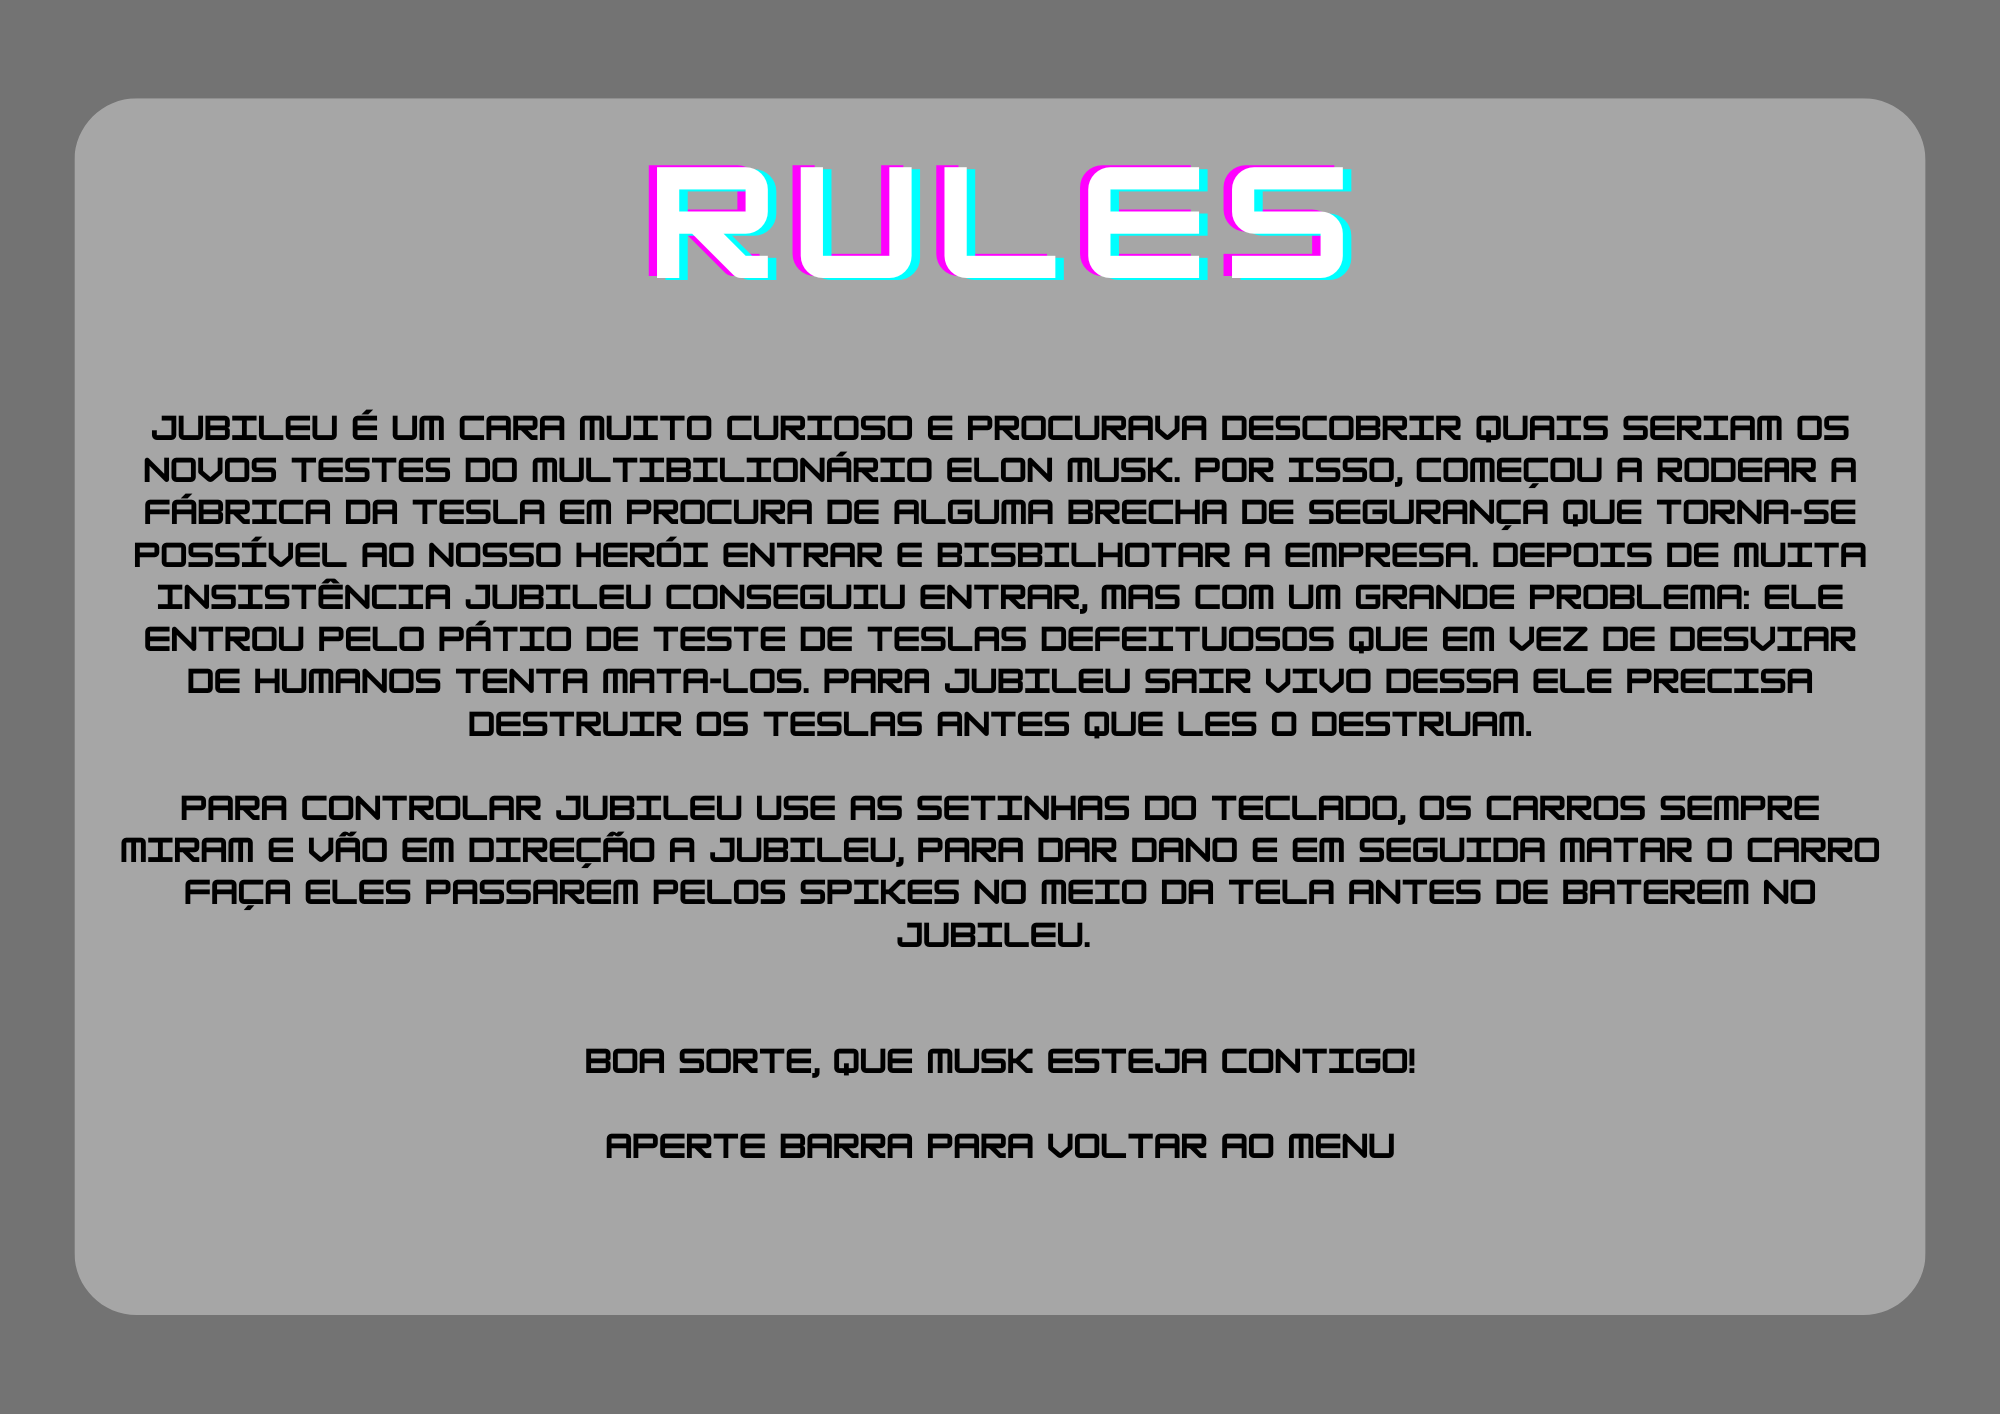 RULES
JUBILEU É UM CARA MUITO CURIOSO E PROCURAVA DESCOBRIR QUAIS SERIAM OS
NOVOS TESTES DO MULTIBILIONÁRIO ELON MUSK. POR ISSO, COMEÇOU A RODEAR A
FÁBRICA DA TESLA EM PROCURA DE ALGUMA BRECHA DE SEGURANÇA QUE TORNA-SE
POSSÍVEL AO NOSSO HERÓI ENTRAR E BISBILHOTAR A EMPRESA. DEPOIS DE MUITA
INSISTÊNCIA JUBILEU CONSEGUIU ENTRAR, MAS COM UM GRANDE PROBLEMA: ELE
ENTROU PELO PÁTIO DE TESTE DE TESLAS DEFEITUOSOS QUE EM VEZ DE DESVIAR
DE HUMANOS TENTA MATA-LOS. PARA JUBILEU SAIR VIVO DESSA ELE PRECISA
DESTRUIR OS TESLAS ANTES QUE LES O DESTRUAM.
PARA CONTROLAR JUBILEU USE AS SETINHAS DO TECLADO, OS CARROS SEMPRE
MIRAM E VÃO EM DIREÇÃO A JUBILEU, PARA DAR DANO E EM SEGUIDA MATAR O CARRO
FAÇA ELES PASSAREM PELOS SPIKES NO MEIO DA TELA ANTES DE BATEREM NO
JUBILEU.
BOA SORTE, QUE MUSK ESTEJA CONTIGO!
APERTE BARRA PARA VOLTAR AO MENU